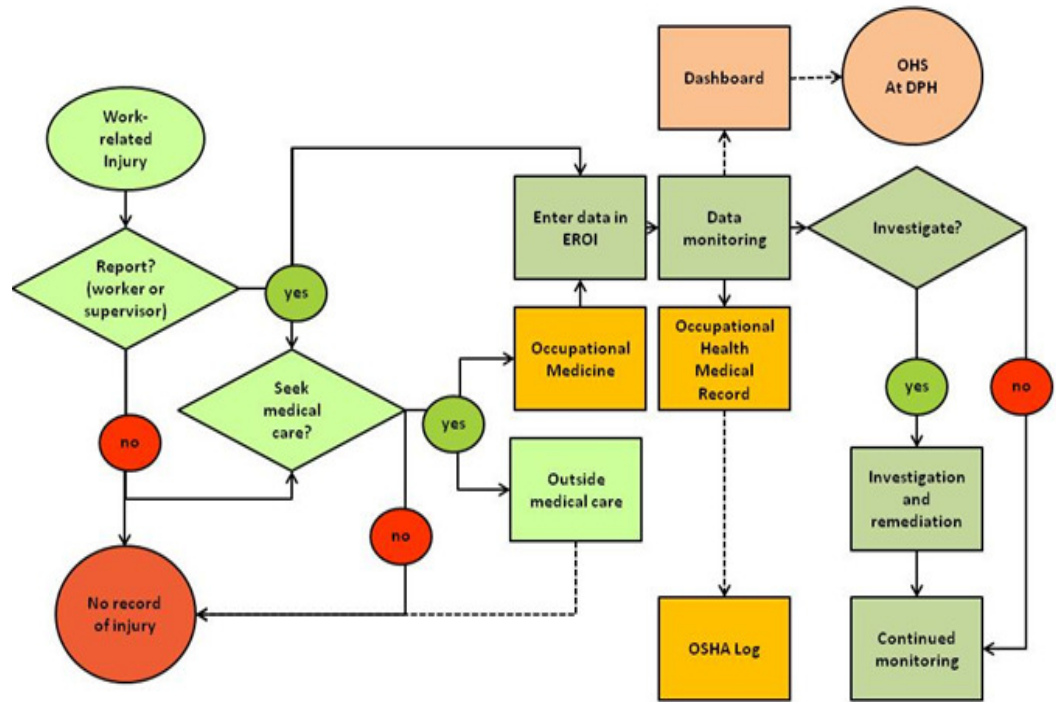 Work-
related
Injury
Report?
(worker or
supervisor)
yes
no
Seek
medical
care?
yes
no
No record
of injury
Occupational
Medicine
Outside
medical care
Enter data in
EROI
Data
monitoring
Dashboard
OHS
At DPH
Occupational
Health
Medical
Record
OSHA Log
Investigate?
yes
no
Investigation
and
remediation
Continued
monitoring